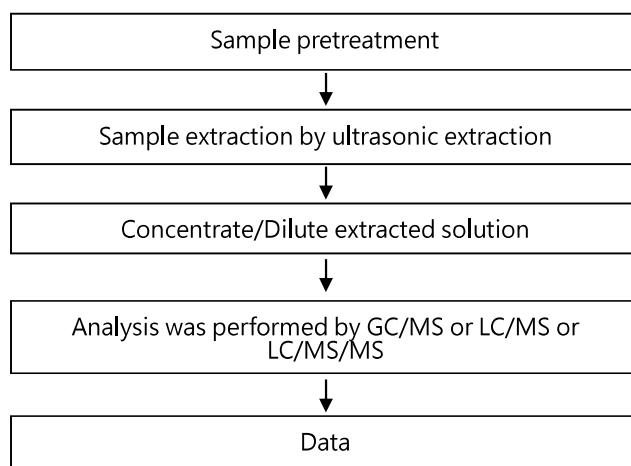 Sample pretreatment
Sample extraction by ultrasonic extraction
Concentrate/Dilute extracted solution
Analysis was performed by GC/MS or LC/MS or
LC/MS/MS
Data